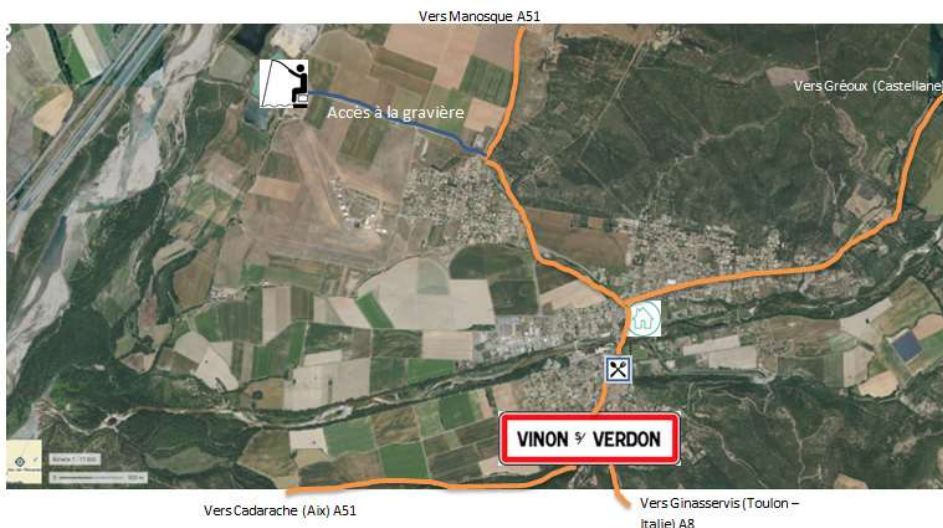 Vers Manosque A51
Vers Gréoux (Castellane)
Accès à la gravière
VINON s/ VERDON
Vers Cadarache (Aix) A51
Vers Ginasservis (Toulon –
Italie) A8